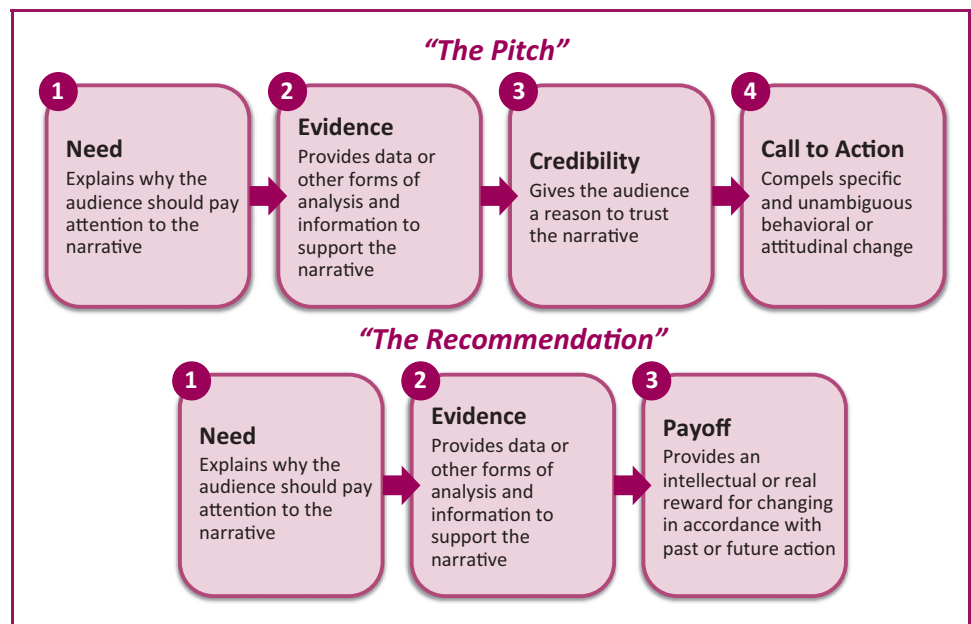 “The Pitch”
1
Need
Explains why the
audience should pay
attention to the
narrative
2
Evidence
Provides data or
other forms of
analysis and
information to
support the
narrative
3
Credibility
Gives the audience
a reason to trust
the narrative
4
Call to Action
Compels specific
and unambiguous
behavioral or
attitudinal change
“The Recommendation”
1
Need
Explains why the
audience should pay
attention to the
narrative
2
Evidence
Provides data or
other forms of
analysis and
information to
support the
narrative
3
Payoff
Provides an
intellectual or real
reward for changing
in accordance with
past or future action